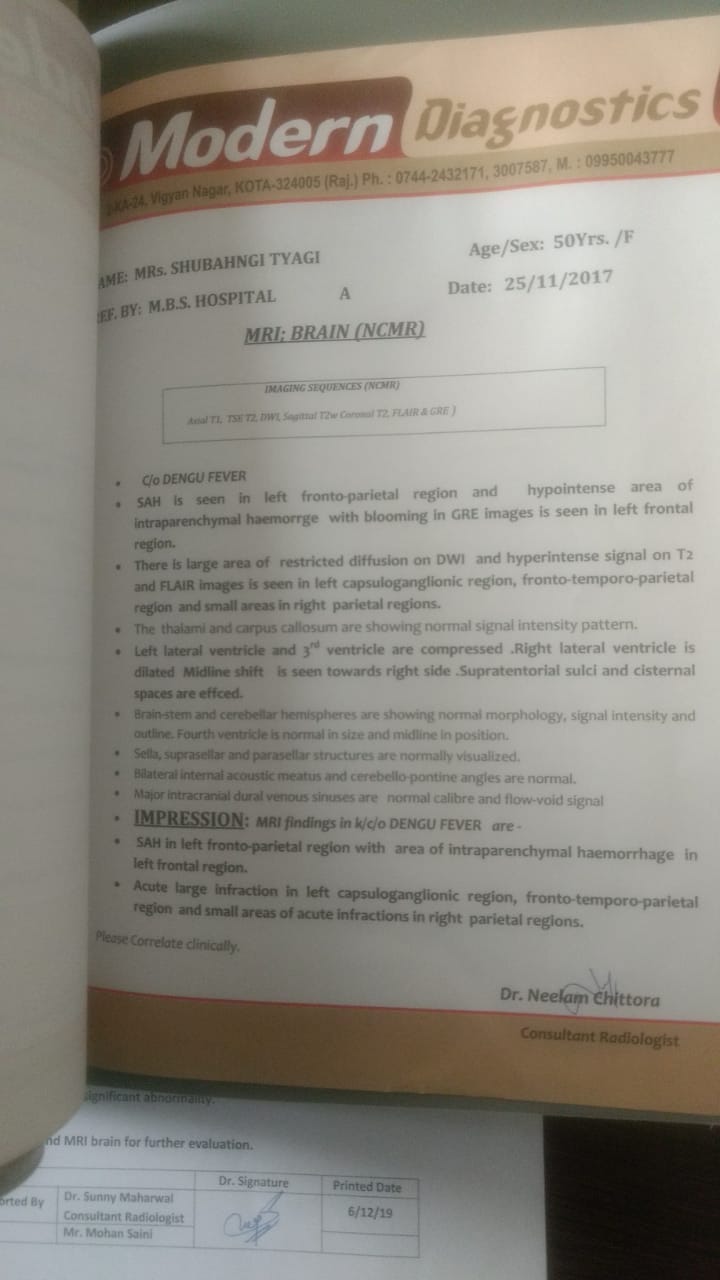 Modern Diagnostics
KA-24, Vigyan Nagar, KOTA-324005 (Raj.) Ph. : 0744-2432171, 3007587, M. : 09950043777
AME: MRs. SHUBAHNGI TYAGI
Age/Sex: 50Yrs. /F
EF. BY: M.B.S. HOSPITAL A
Date: 25/11/2017
MRI: BRAIN (NCMR)
IMAGING SEQUENCES (NCMR)
Axial T1, TSE T2, DWI, Sagittal T2w Coronal T2, FLAIR & GRE )
• C/o DENGU FEVER
• SAH is seen in left fronto-parietal region and hypointense area of
intraparenchymal haemorrge with blooming in GRE images is seen in left frontal
region.
• There is large area of restricted diffusion on DWI and hyperintense signal on T2
and FLAIR images is seen in left capsuloganglionic region, fronto-temporo-parietal
region and small areas in right parietal regions.
• The thalami and carpus callosum are showing normal signal intensity pattern.
• Left lateral ventricle and 3rd ventricle are compressed .Right lateral ventricle is
dilated Midline shift is seen towards right side .Supratentorial sulci and cisternal
spaces are effced.
• Brain-stem and cerebellar hemispheres are showing normal morphology, signal intensity and
outline. Fourth ventricle is normal in size and midline in position.
• Sella, suprasellar and parasellar structures are normally visualized.
• Bilateral internal acoustic meatus and cerebello-pontine angles are normal.
• Major intracranial dural venous sinuses are normal calibre and flow-void signal
• IMPRESSION: MRI findings in k/c/o DENGU FEVER are -
• SAH in left fronto-parietal region with area of intraparenchymal haemorrhage in
left frontal region.
• Acute large infraction in left capsuloganglionic region, fronto-temporo-parietal
region and small areas of acute infractions in right parietal regions.
Please Correlate clinically.
Dr. Neelam Chittora
Consultant Radiologist
significant abnormality.
nd MRI brain for further evaluation.
Dr. Signature
Printed Date
orted By
Dr. Sunny Maharwal
Consultant Radiologist
6/12/19
Mr. Mohan Saini